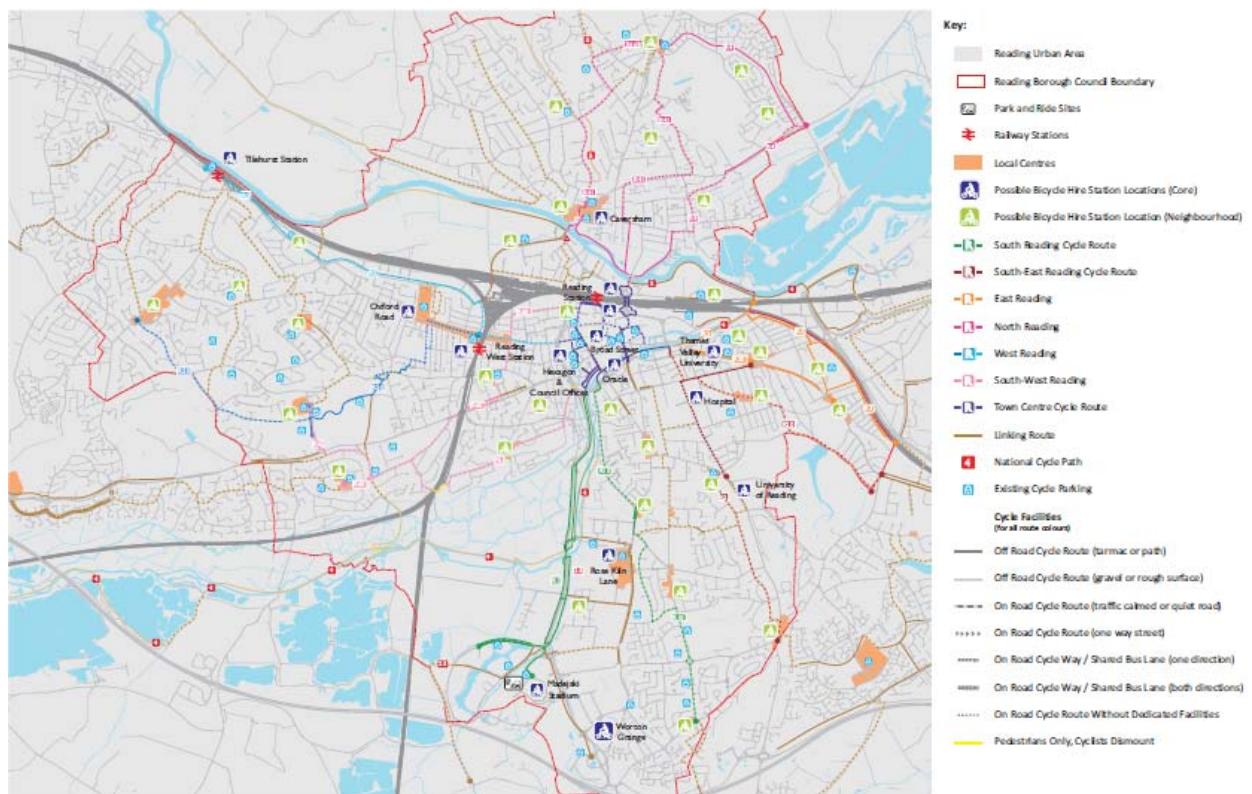 Tilehurst Station
Caversham
Reading
Station
Oxford
Road
Reading
West Station
Broad Street
Thames
Valley
University
Hexagon
&
Council Offices
Oracle
Hospital
University
of Reading
Rose Kiln
Lane
Madejski
Stadium
Worton
Grange
Key:
Reading Urban Area
Reading Borough Council Boundary
Park and Ride Sites
Railway Stations
Local Centres
Possible Bicycle Hire Station Locations (Core)
Possible Bicycle Hire Station Location (Neighbourhood)
South Reading Cycle Route
South-East Reading Cycle Route
East Reading
North Reading
West Reading
South-West Reading
Town Centre Cycle Route
Linking Route
4
National Cycle Path
Existing Cycle Parking
Cycle Facilities
(for all route colours)
Off Road Cycle Route (tarmac or path)
Off Road Cycle Route (gravel or rough surface)
On Road Cycle Route (traffic calmed or quiet road)
On Road Cycle Route (one way street)
On Road Cycle Way / Shared Bus Lane (one direction)
On Road Cycle Way / Shared Bus Lane (both directions)
On Road Cycle Route Without Dedicated Facilities
Pedestrians Only, Cyclists Dismount